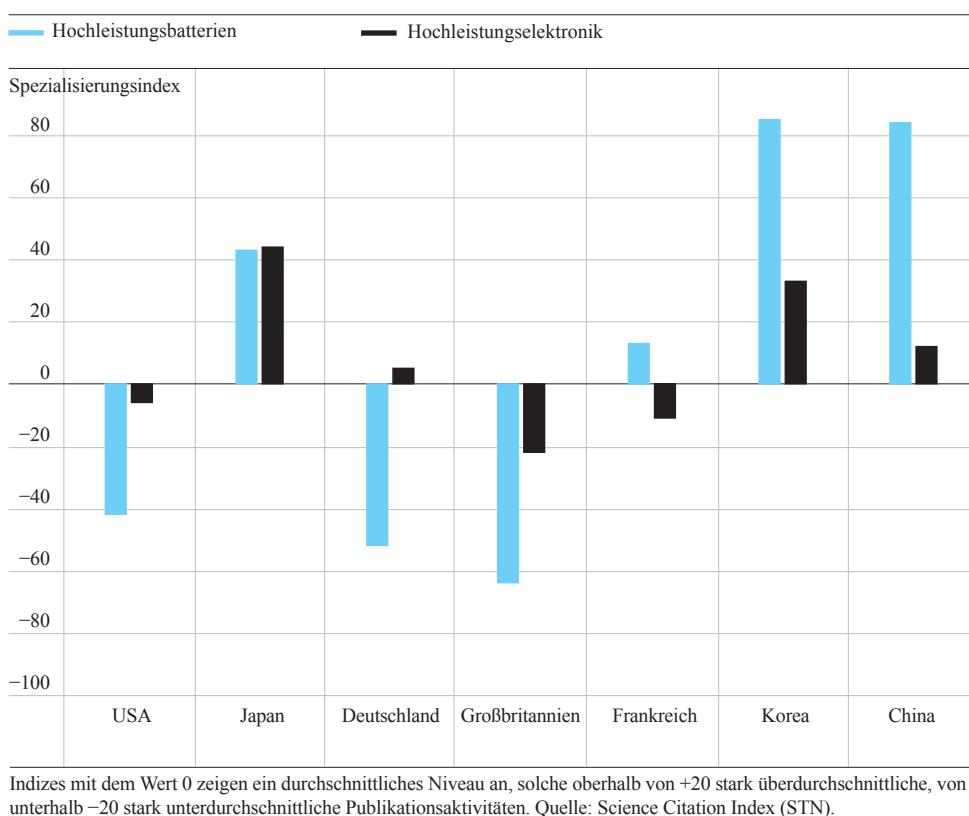 Hochleistungsbatterien Hochleistungselektronik
Spezialisierungsindex
80
60
40
20
0
−20
−40
−60
−80
−100
USA Japan Deutschland Großbritannien Frankreich Korea China
Indizes mit dem Wert 0 zeigen ein durchschnittliches Niveau an, solche oberhalb von +20 stark überdurchschnittliche, von
unterhalb −20 stark unterdurchschnittliche Publikationsaktivitäten. Quelle: Science Citation Index (STN).